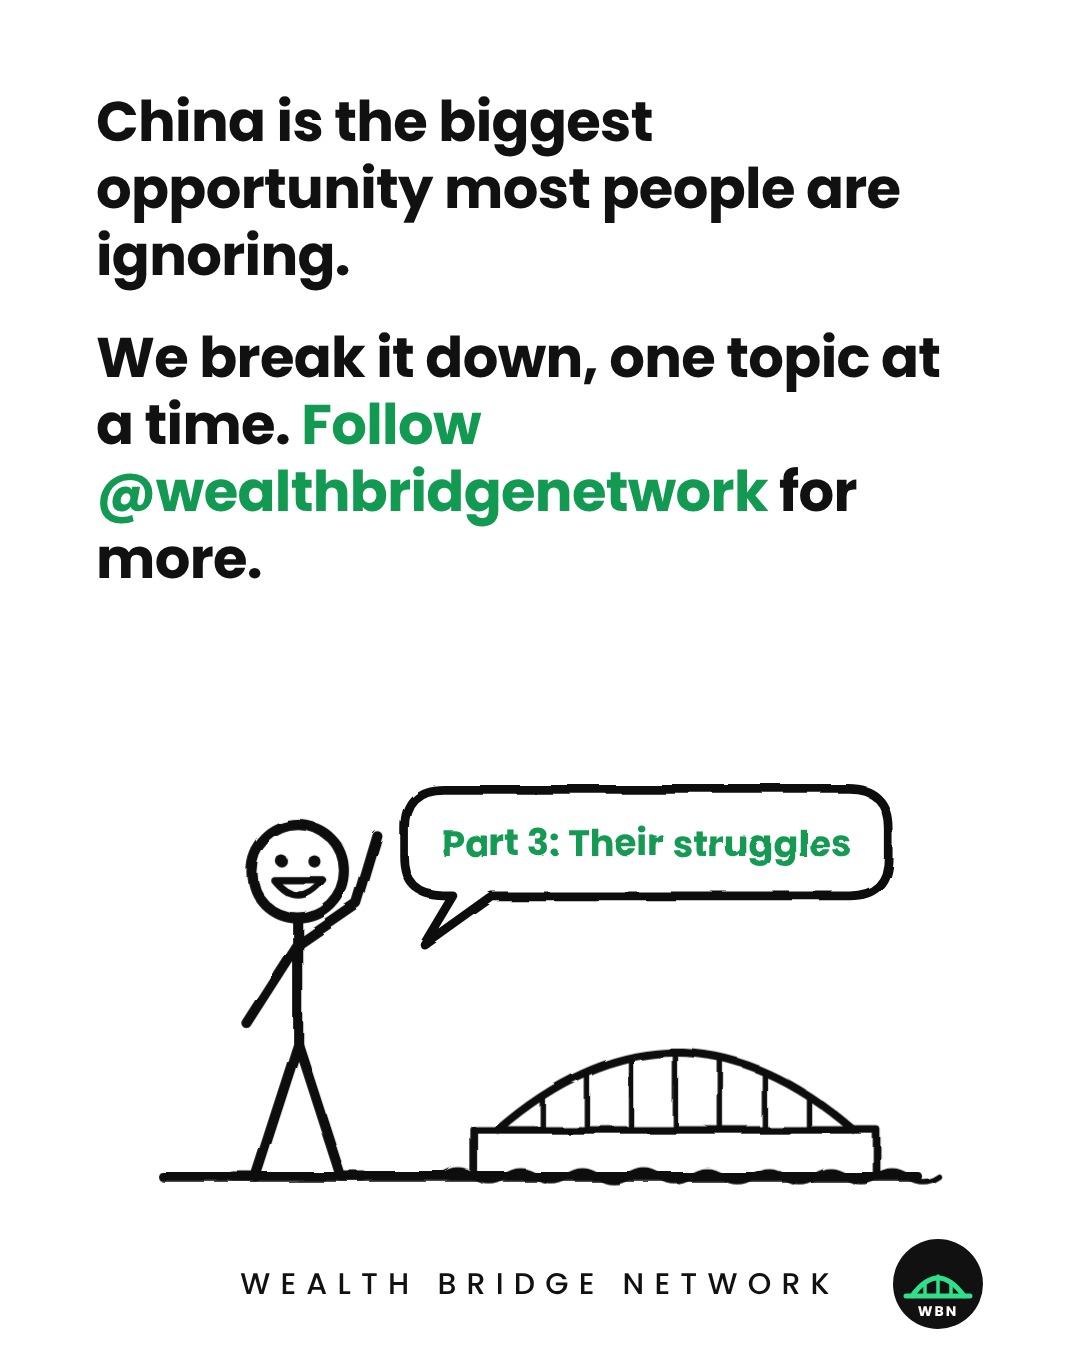 China is the biggest
opportunity most people are
ignoring.
We break it down, one topic at
a time. Follow
@wealthbridgenetwork for
more.
Part 3: Their struggles
WEALTH BRIDGE NETWORK
WBN